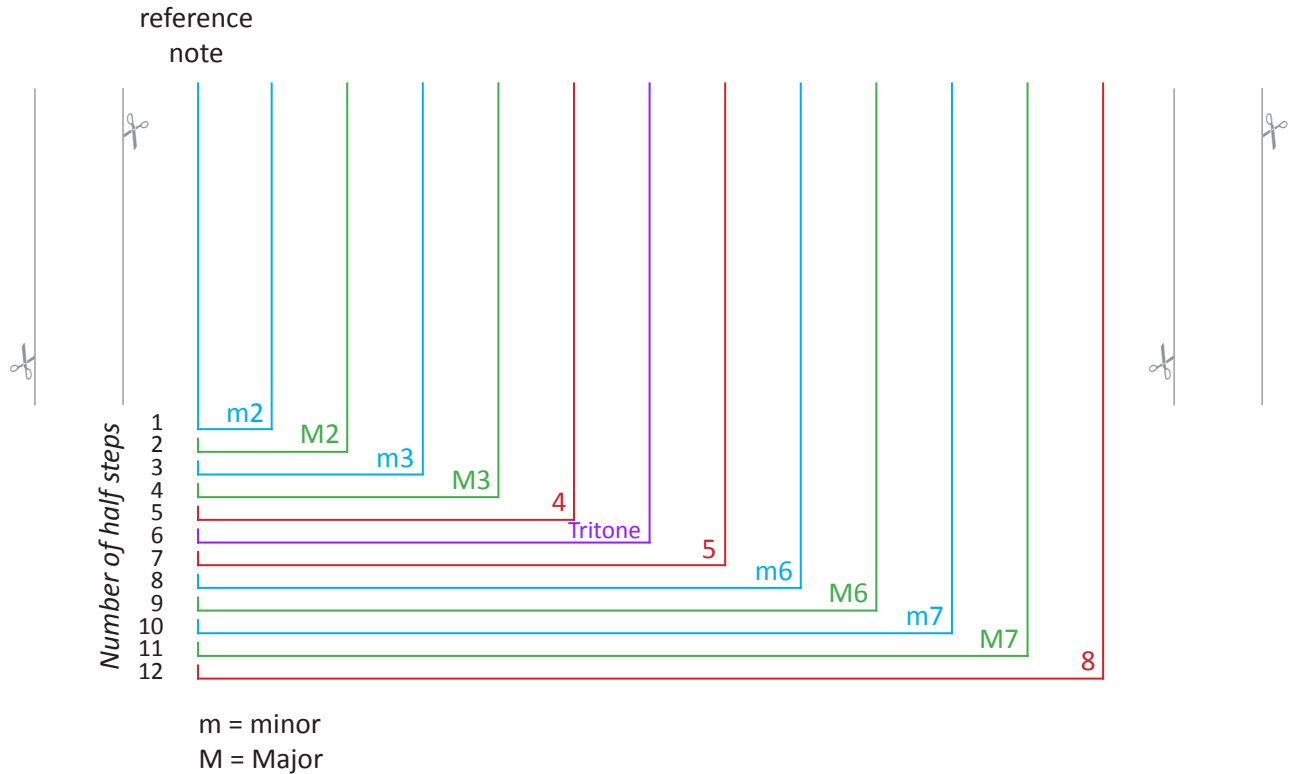 reference
note
1 m2
2 M2
3 m3
4 M3
5 4
6 Tritone
7 5
8 m6
9 M6
10 m7
11 M7
12 8
Number of half steps
m = minor
M = Major